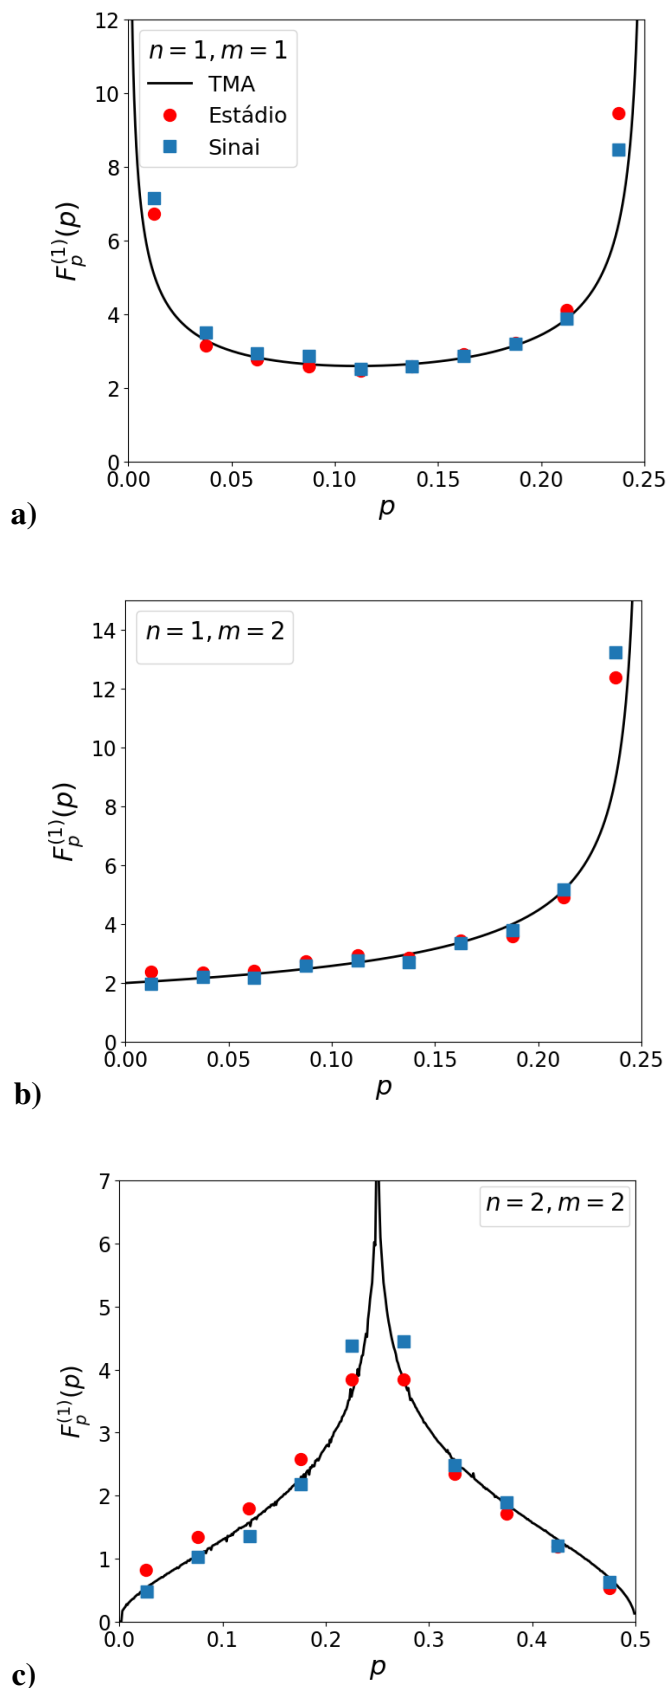 12
10
8
6
4
2
0
n = 1, m = 1
TMA
Estádio
Sinai
F_p^{(1)}(p)
0.00 0.05 0.10 0.15 0.20 0.25
p
a)
14
12
10
8
6
4
2
0
n = 1, m = 2
F_p^{(1)}(p)
0.00 0.05 0.10 0.15 0.20 0.25
p
b)
7
6
5
4
3
2
1
0
n = 2, m = 2
F_p^{(1)}(p)
0.0 0.1 0.2 0.3 0.4 0.5
p
c)